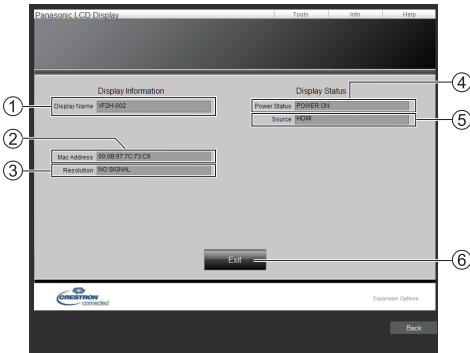 Panasonic LCD Display Tools Info Help
Display Information Display Status
Display Name VF2H-002 Power Status POWER ON
Source HDMI
Mac Address 00:0B:97:7C:73:C9
Resolution NO SIGNAL
Exit
CRESTRON connected Expansion Options
Back
1
2
3
4
5
6